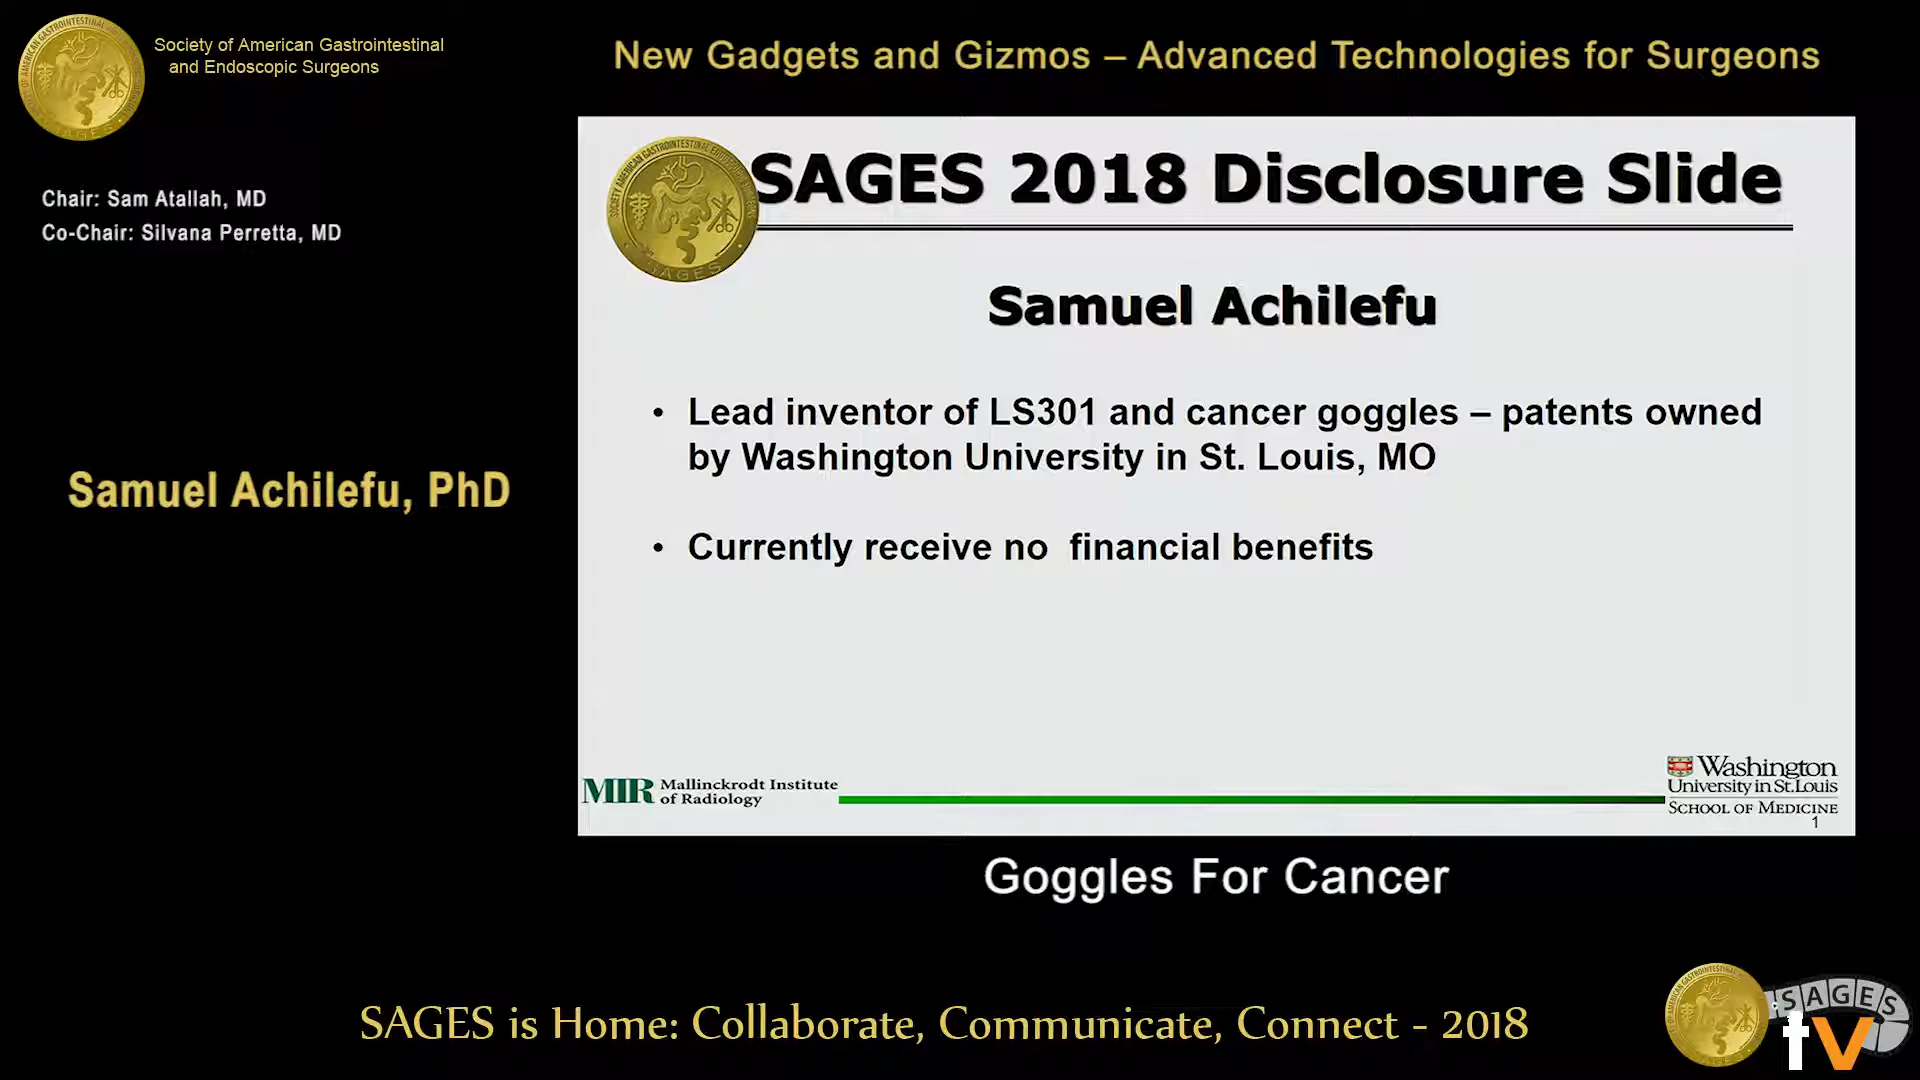 Society of American Gastrointestinal
and Endoscopic Surgeons
New Gadgets and Gizmos – Advanced Technologies for Surgeons
Chair: Sam Atallah, MD
Co-Chair: Silvana Perretta, MD
Samuel Achilefu, PhD
SAGES 2018 Disclosure Slide
SAGES
Samuel Achilefu
• Lead inventor of LS301 and cancer goggles – patents owned
by Washington University in St. Louis, MO
• Currently receive no financial benefits
MIR Mallinckrodt Institute
of Radiology
Washington
University in St. Louis
SCHOOL OF MEDICINE
1
Goggles For Cancer
SAGES is Home: Collaborate, Communicate, Connect - 2018
SAGES
tv